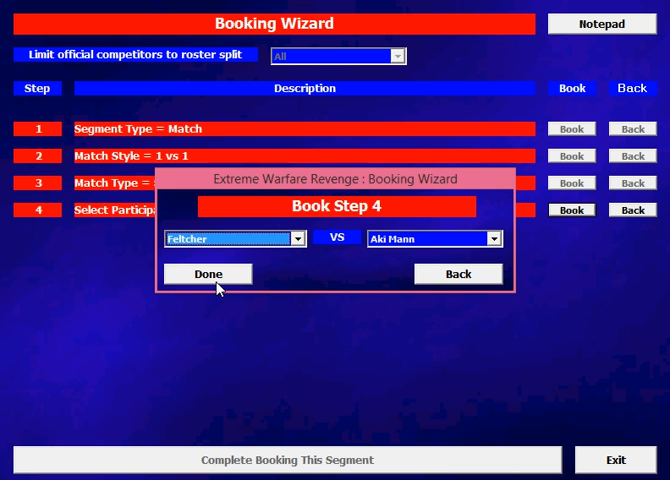 Booking Wizard
Notepad
Limit official competitors to roster split
All
Step
Description
Book
Back
1
Segment Type = Match
Book
Back
2
Match Style = 1 vs 1
Book
Back
3
Match Type =
Book
Back
4
Select Participa
Book
Back
Extreme Warfare Revenge : Booking Wizard
Book Step 4
Feltcher
VS
Aki Mann
Done
Back
Complete Booking This Segment
Exit